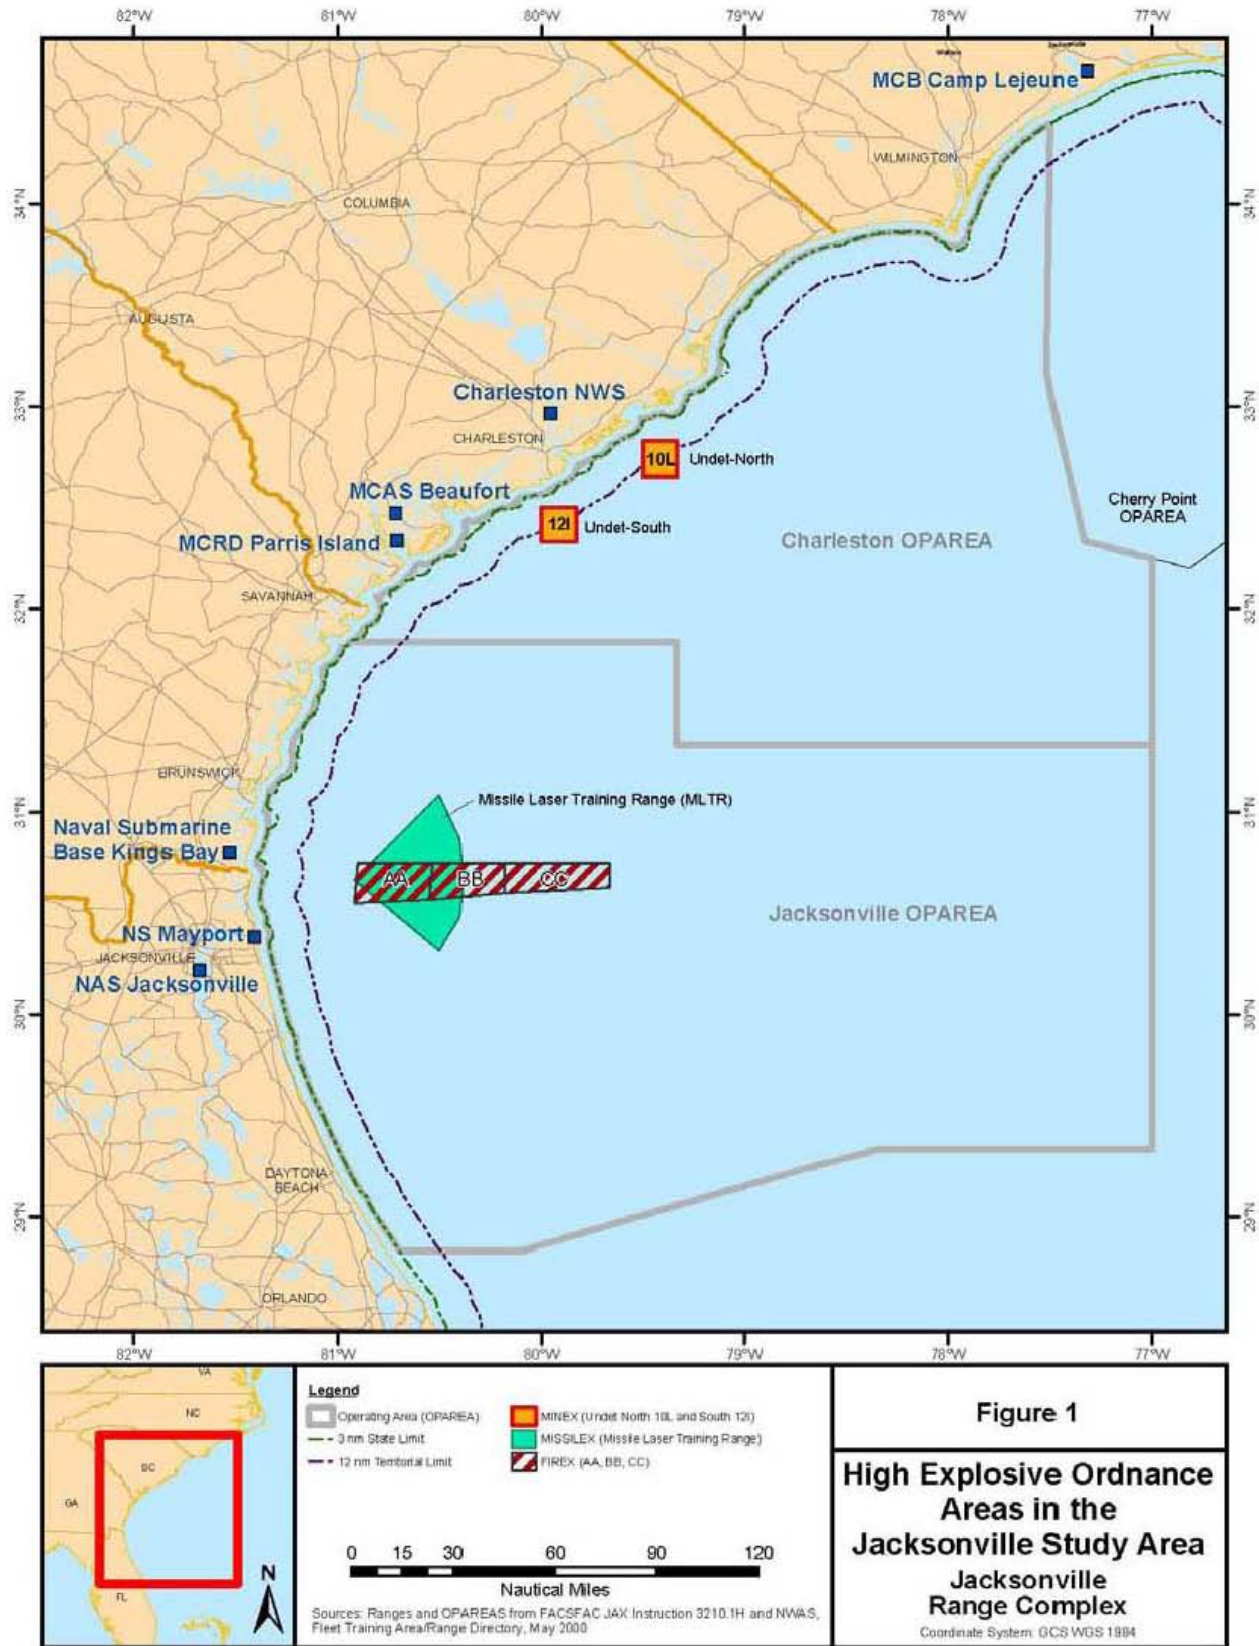 82°W 81°W 80°W 79°W 78°W 77°W
MCB Camp Lejeune
WILMINGTON
34°N 34°N
COLUMBIA
AUGUSTA
33°N 33°N
Charleston NWS
CHARLESTON
10L Undet-North
MCAS Beaufort
12I Undet-South
Cherry Point
OPAREA
MCRD Parris Island
Charleston OPAREA
SAVANNAH
32°N 32°N
BRUNSWICK
Missile Laser Training Range (MLTR)
31°N 31°N
Naval Submarine
Base Kings Bay
AA BB CC
Jacksonville OPAREA
NS Mayport
JACKSONVILLE
NAS Jacksonville
30°N 30°N
DAYTONA
BEACH
29°N 29°N
ORLANDO
82°W 81°W 80°W 79°W 78°W 77°W
VA
NC
SC
GA
FL
N
Legend
Operating Area (OPAREA)
3 nm State Limit
12 nm Territorial Limit
MINEX (Undet North 10L and South 12I)
MISSILEX (Missile Laser Training Range)
FIREX (AA, BB, CC)
0 15 30 60 90 120
Nautical Miles
Sources: Ranges and OPAREAS from FACSFAC JAX Instruction 3210.1H and NWAS,
Fleet Training Area/Range Directory, May 2000
Figure 1
High Explosive Ordnance
Areas in the
Jacksonville Study Area
Jacksonville
Range Complex
Coordinate System: GCS WGS 1984